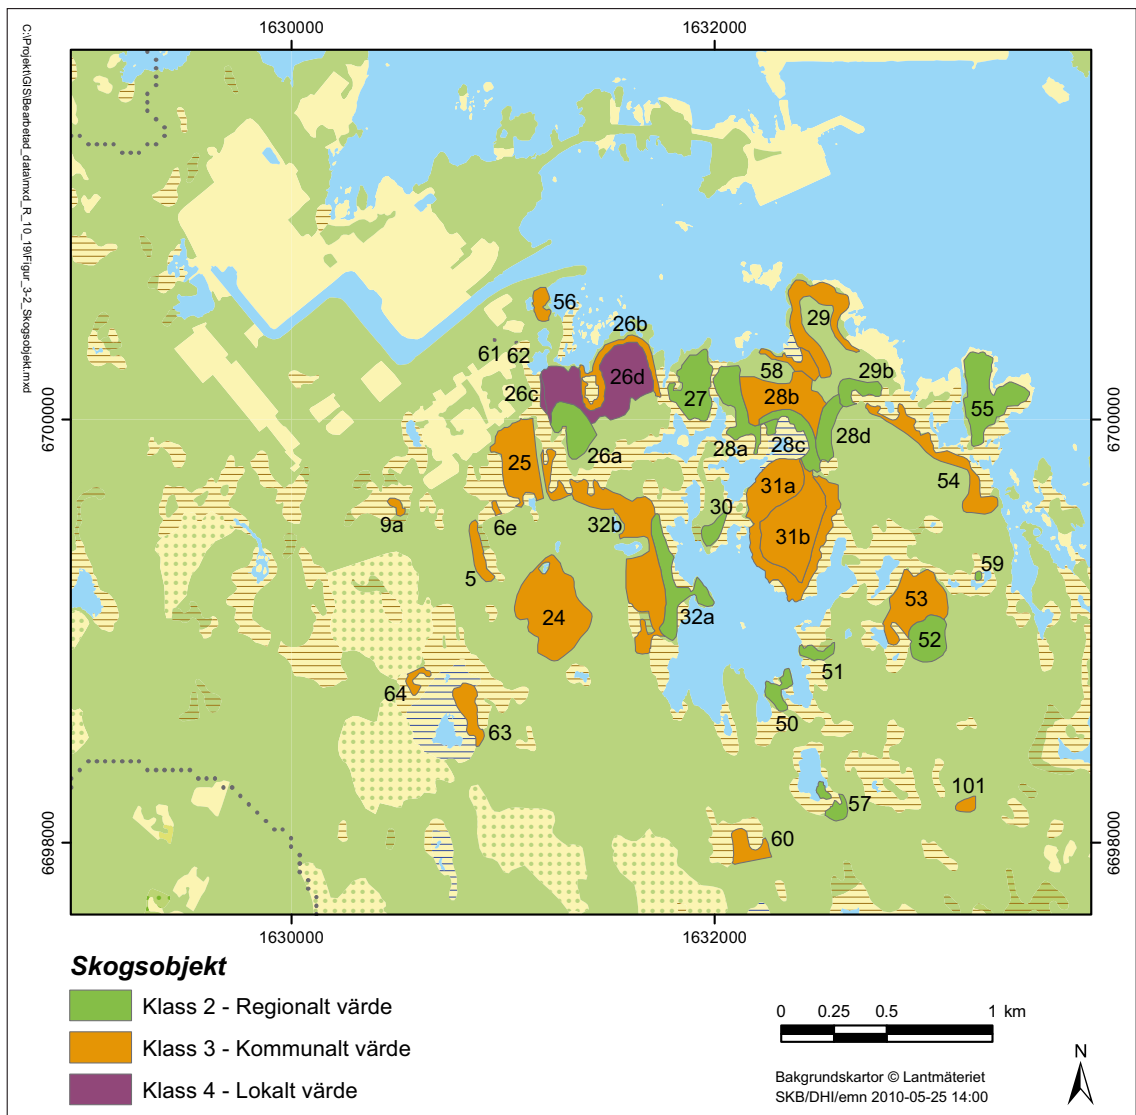 1630000
1632000
C:\Projekt\GIS\Bearbetad_data\mxd_R_10_19\Figur_3-2_Skogsobjekt.mxd
56
29
26b
61
62
58
29b
26d
26c
27
28b
6700000
55
6700000
28d
28a
28c
26a
25
54
31a
30
9a
6e
32b
31b
5
59
53
24
32a
52
51
64
50
63
101
57
60
6698000
6698000
1630000
1632000
Skogsobjekt
Klass 2 - Regionalt värde
Klass 3 - Kommunalt värde
Klass 4 - Lokalt värde
0 0.25 0.5 1 km
N
Bakgrundskartor © Lantmäteriet
SKB/DHI/emn 2010-05-25 14:00